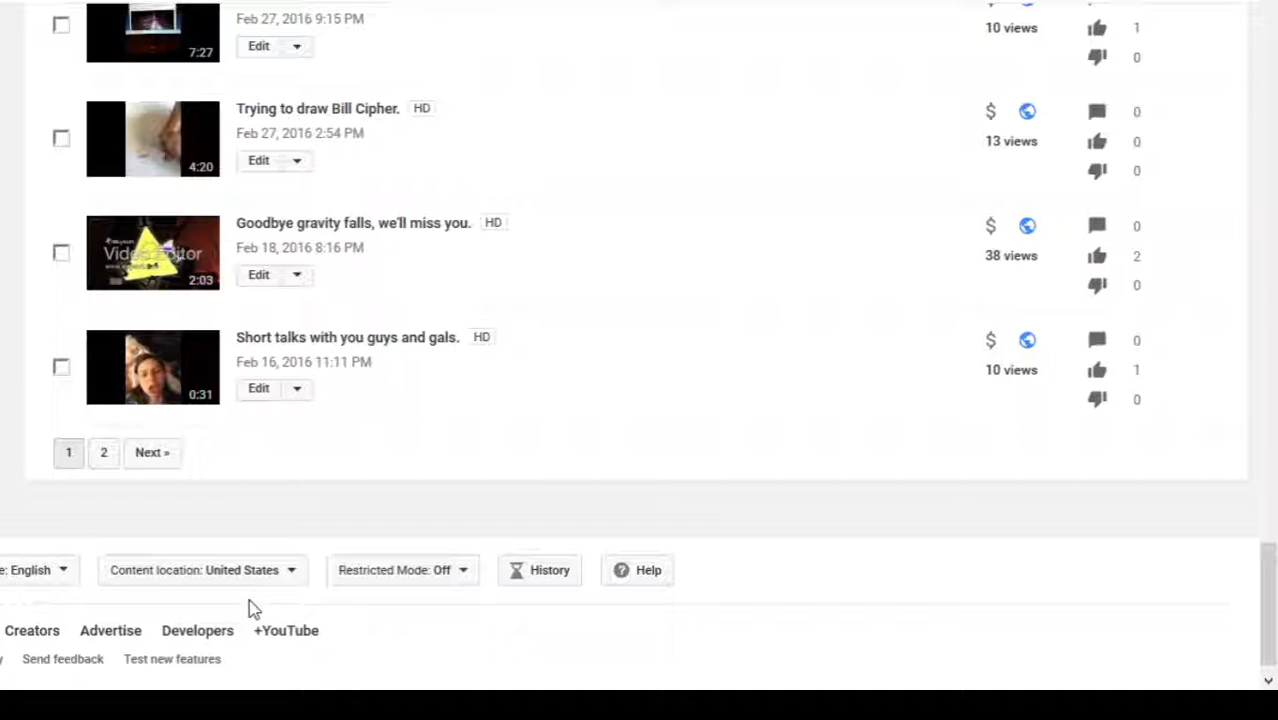 Feb 27, 2016 9:15 PM
7:27
Edit
10 views
1
0
Trying to draw Bill Cipher. HD
Feb 27, 2016 2:54 PM
4:20
Edit
$
13 views
0
0
0
Goodbye gravity falls, we'll miss you. HD
Feb 18, 2016 8:16 PM
Video Editor
2:03
Edit
$
38 views
0
2
0
Short talks with you guys and gals. HD
Feb 16, 2016 11:11 PM
0:31
Edit
$
10 views
0
1
0
1 2 Next »
e: English Content location: United States Restricted Mode: Off History Help
Creators Advertise Developers +YouTube
y Send feedback Test new features